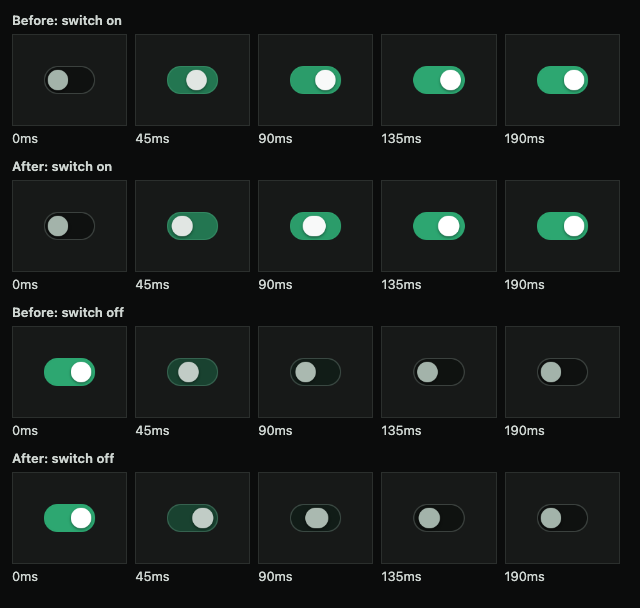 Before: switch on
0ms 45ms 90ms 135ms 190ms
After: switch on
0ms 45ms 90ms 135ms 190ms
Before: switch off
0ms 45ms 90ms 135ms 190ms
After: switch off
0ms 45ms 90ms 135ms 190ms